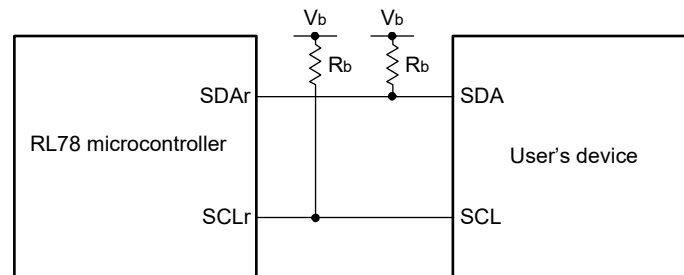 Vb Vb
Rb Rb
SDAr SDA
RL78 microcontroller User’s device
SCLr SCL